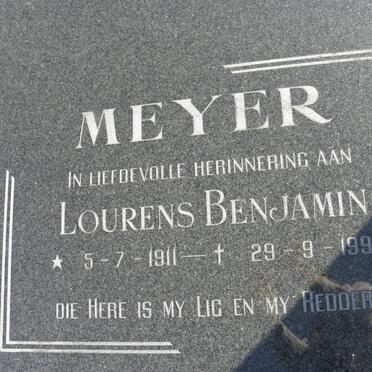 MEYER
IN LIEFDEVOLLE HERINNERING AAN
LOURENS BENJAMIN
★ 5-7-1911 — † 29-9-199
DIE HERE IS MY LIG EN MY REDDER